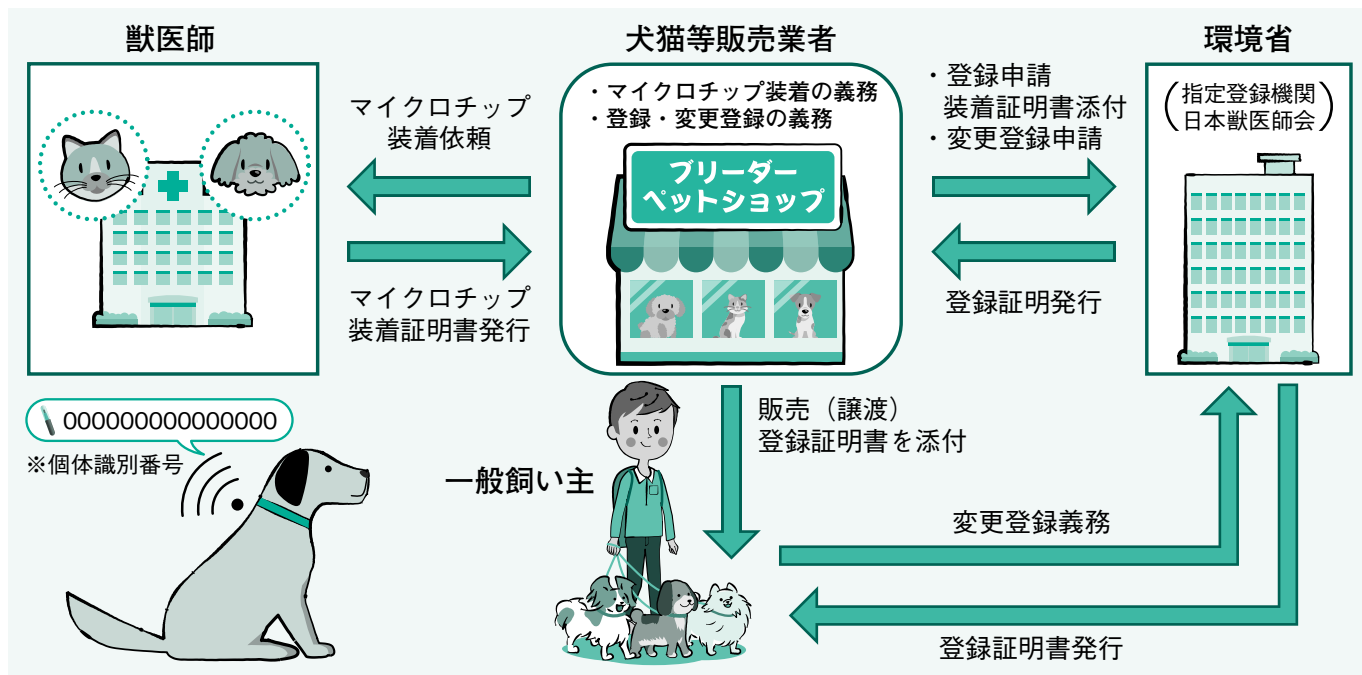 獣医師
犬猫等販売業者
環境省
・マイクロチップ装着の義務
・登録・変更登録の義務
ブリーダー
ペットショップ
マイクロチップ
装着依頼
マイクロチップ
装着証明書発行
・登録申請
装着証明書添付
・変更登録申請
登録証明発行
(指定登録機関
日本獣医師会)
000000000000000
※個体識別番号
一般飼い主
販売（譲渡）
登録証明書を添付
変更登録義務
登録証明書発行